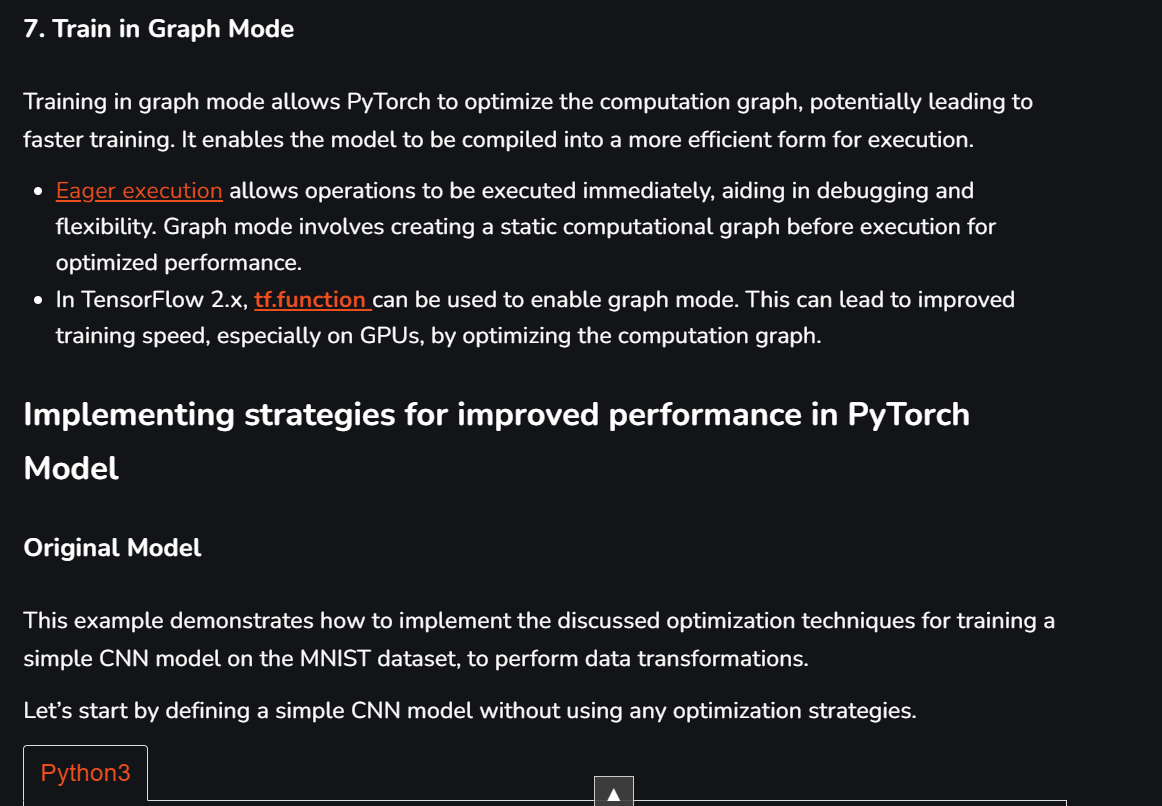 7. Train in Graph Mode
Training in graph mode allows PyTorch to optimize the computation graph, potentially leading to
faster training. It enables the model to be compiled into a more efficient form for execution.
• Eager execution allows operations to be executed immediately, aiding in debugging and
flexibility. Graph mode involves creating a static computational graph before execution for
optimized performance.
• In TensorFlow 2.x, tf.function can be used to enable graph mode. This can lead to improved
training speed, especially on GPUs, by optimizing the computation graph.
Implementing strategies for improved performance in PyTorch
Model
Original Model
This example demonstrates how to implement the discussed optimization techniques for training a
simple CNN model on the MNIST dataset, to perform data transformations.
Let’s start by defining a simple CNN model without using any optimization strategies.
Python3